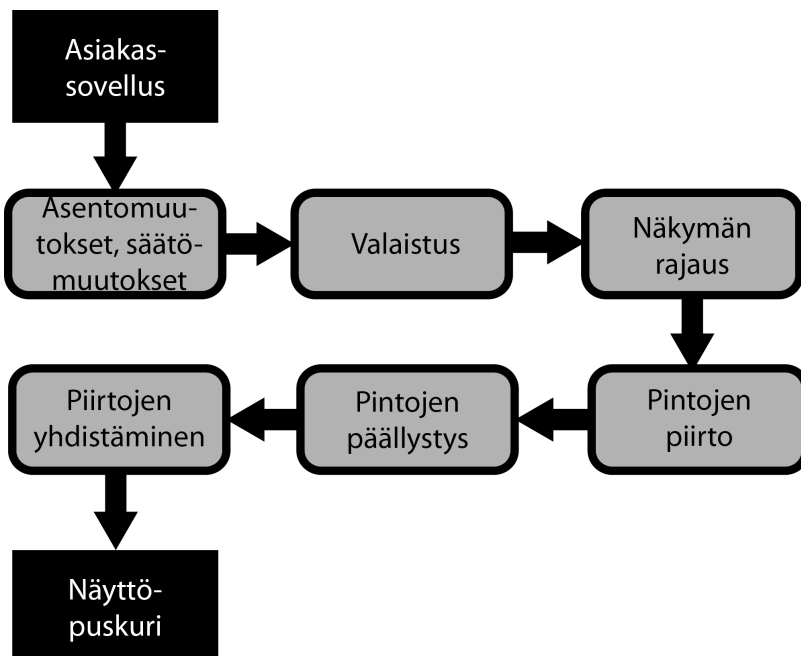 Asiakas-
sovellus
Asentomuu-
tokset, säätö-
muutokset
Valaistus
Näkymän
rajaus
Pintojen
piirto
Pintojen
päällystys
Piirtojen
yhdistäminen
Näyttö-
puskuri